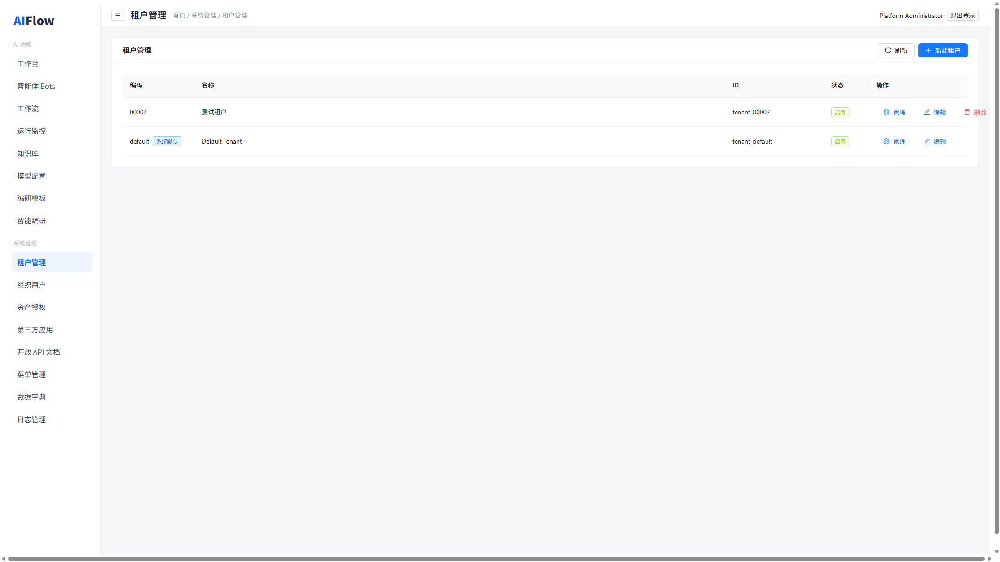 AIFlow
AI 功能
工作台
智能体 Bots
工作流
运行监控
知识库
模型配置
编研模板
智能编研
系统管理
租户管理
组织用户
资产授权
第三方应用
开放 API 文档
菜单管理
数据字典
日志管理
租户管理 首页 / 系统管理 / 租户管理
Platform Administrator 退出登录
租户管理
刷新 新建租户
编码 名称 ID 状态 操作
00002 测试租户 tenant_00002 启用 管理 编辑 删除
default 系统默认 Default Tenant tenant_default 启用 管理 编辑